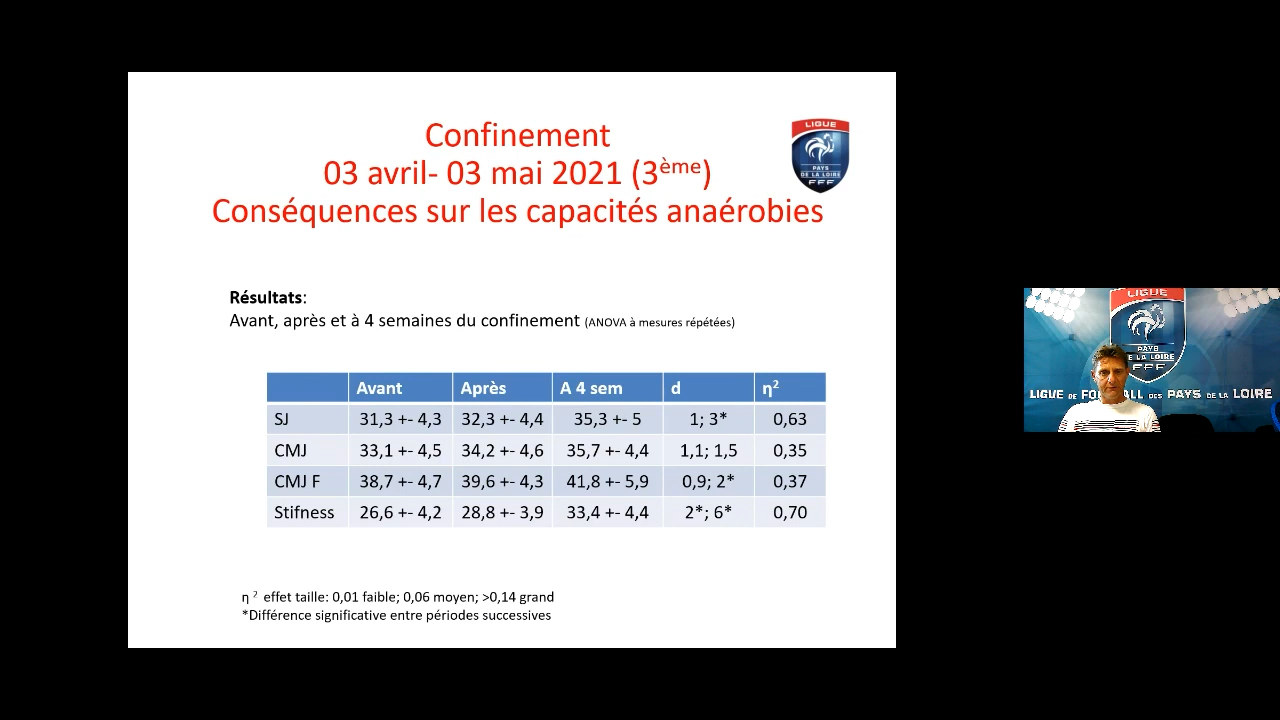 Confinement
03 avril- 03 mai 2021 (3ème)
Conséquences sur les capacités anaérobies
LIGUE
PAYS
DE LA LOIRE
FFF
Résultats:
Avant, après et à 4 semaines du confinement (ANOVA à mesures répétées)
Avant Après A 4 sem d η²
SJ 31,3 +- 4,3 32,3 +- 4,4 35,3 +- 5 1; 3* 0,63
CMJ 33,1 +- 4,5 34,2 +- 4,6 35,7 +- 4,4 1,1; 1,5 0,35
CMJ F 38,7 +- 4,7 39,6 +- 4,3 41,8 +- 5,9 0,9; 2* 0,37
Stifness 26,6 +- 4,2 28,8 +- 3,9 33,4 +- 4,4 2*; 6* 0,70
η ² effet taille: 0,01 faible; 0,06 moyen; >0,14 grand
*Différence significative entre périodes successives
LIGUE
PAYS
DE LA LOIRE
LIGUE DE FOOTBALL DES PAYS DE LA LOIRE